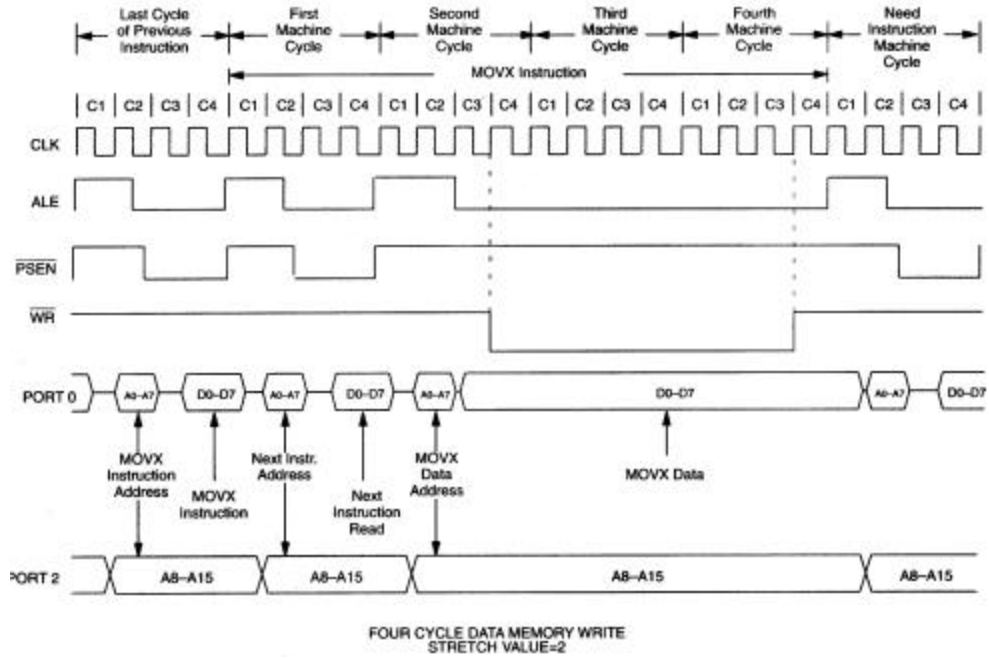 Last Cycle
of Previous
Instruction
First
Machine
Cycle
Second
Machine
Cycle
Third
Machine
Cycle
Fourth
Machine
Cycle
Need
Instruction
Machine
Cycle
MOVX Instruction
C1 C2 C3 C4 C1 C2 C3 C4 C1 C2 C3 C4 C1 C2 C3 C4 C1 C2 C3 C4 C1 C2 C3 C4
CLK
ALE
PSEN
WR
PORT 0 A0–A7 D0–D7 A0–A7 D0–D7 A0–A7 D0–D7 A0–A7 D0–D7
MOVX
Instruction
Address
MOVX
Instruction
Next Instr.
Address
Next
Instruction
Read
MOVX
Data
Address
MOVX Data
PORT 2 A8–A15 A8–A15 A8–A15 A8–A15
FOUR CYCLE DATA MEMORY WRITE
STRETCH VALUE=2